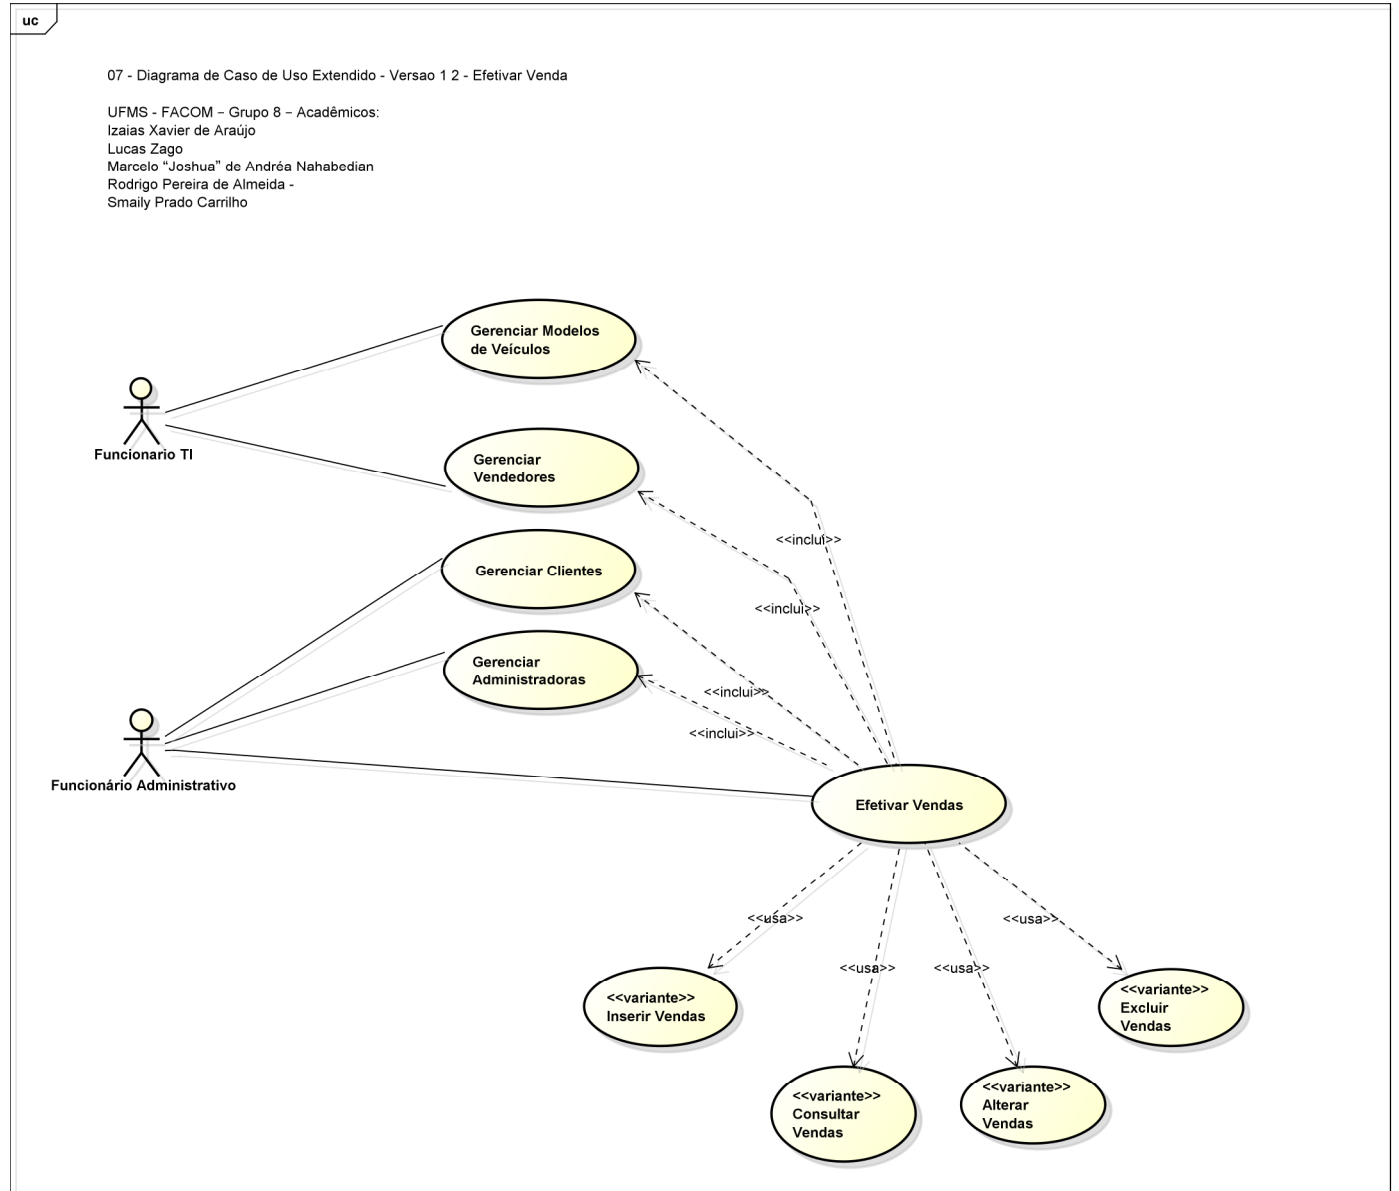 uc
07 - Diagrama de Caso de Uso Extendido - Versao 1 2 - Efetivar Venda
UFMS - FACOM – Grupo 8 – Acadêmicos:
Izaias Xavier de Araújo
Lucas Zago
Marcelo “Joshua” de Andréa Nahabedian
Rodrigo Pereira de Almeida -
Smaily Prado Carrilho
Gerenciar Modelos
de Veículos
Funcionario TI
Gerenciar
Vendedores
<<inclui>>
Gerenciar Clientes
<<inclui>>
Gerenciar
Administradoras
<<inclui>>
<<inclui>>
Funcionário Administrativo
Efetivar Vendas
<<usa>>
<<usa>>
<<usa>>
<<usa>>
<<variante>>
Inserir Vendas
<<variante>>
Excluir
Vendas
<<variante>>
Consultar
Vendas
<<variante>>
Alterar
Vendas